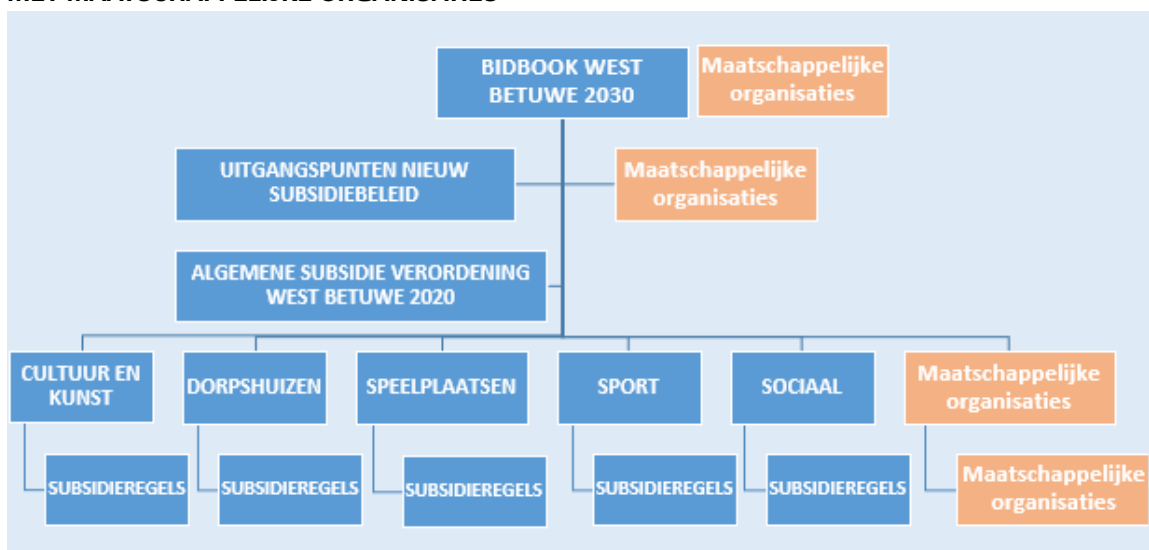 BIDBOOK WEST
BETUWE 2030
Maatschappelijke
organisaties
UITGANGSPUNTEN NIEUW
SUBSIDIEBELEID
Maatschappelijke
organisaties
ALGEMENE SUBSIDIE VERORDENING
WEST BETUWE 2020
CULTUUR EN
KUNST
DORPSHUIZEN
SPEELPLAATSEN
SPORT
SOCIAAL
Maatschappelijke
organisaties
SUBSIDIEREGELS
SUBSIDIEREGELS
SUBSIDIEREGELS
SUBSIDIEREGELS
SUBSIDIEREGELS
Maatschappelijke
organisaties